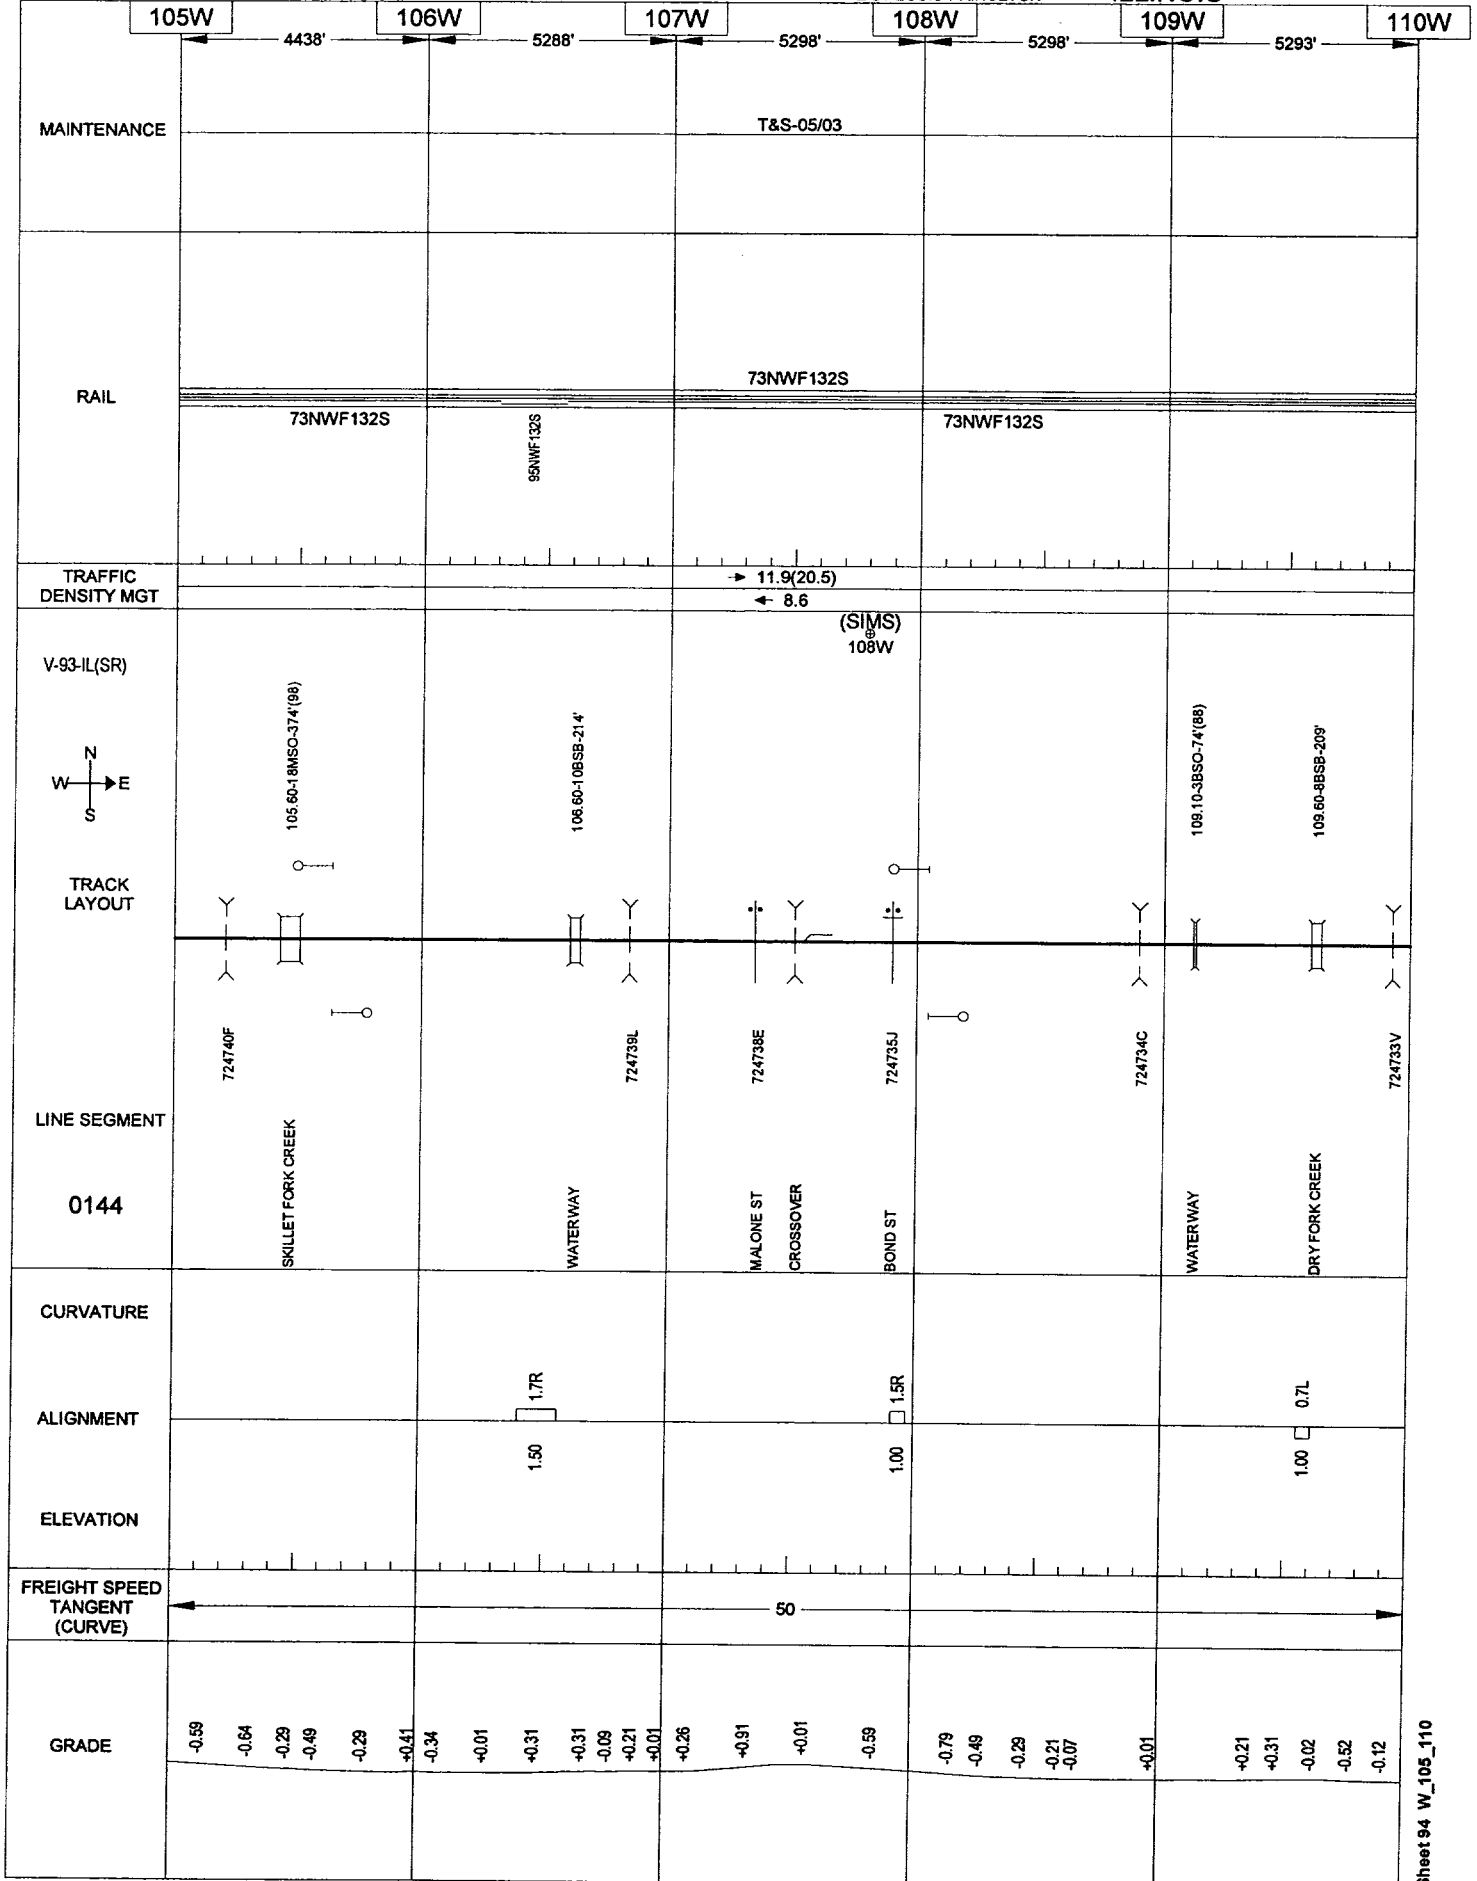 ILLINOIS
105W 106W 107W 108W 109W 110W
4438' 5288' 5298' 5298' 5293'
MAINTENANCE
T&S-05/03
RAIL
73NWF132S
73NWF132S
95NWF132S
73NWF132S
TRAFFIC
DENSITY MGT
11.9(20.5)
8.6
(SIMS)
108W
V-93-IL(SR)
N
W E
S
105.60-18MSO-374'(98)
106.60-10BSB-214'
109.10-3BSO-74'(88)
109.60-8BSB-209'
TRACK
LAYOUT
724740F
724739L
724738E
724735J
724734C
724733V
LINE SEGMENT
0144
SKILLET FORK CREEK
WATERWAY
MALONE ST
CROSSOVER
BOND ST
WATERWAY
DRY FORK CREEK
CURVATURE
ALIGNMENT
1.7R
1.5R
0.7L
1.50
1.00
1.00
ELEVATION
FREIGHT SPEED
TANGENT
(CURVE)
50
GRADE
-0.59
-0.64
-0.29
-0.49
-0.29
+0.41
-0.34
+0.01
+0.31
+0.31
-0.09
+0.21
+0.01
+0.26
+0.91
+0.01
-0.59
-0.79
-0.49
-0.29
-0.21
0.07
+0.01
+0.21
+0.31
-0.02
-0.52
-0.12
Sheet 94 W_105_110